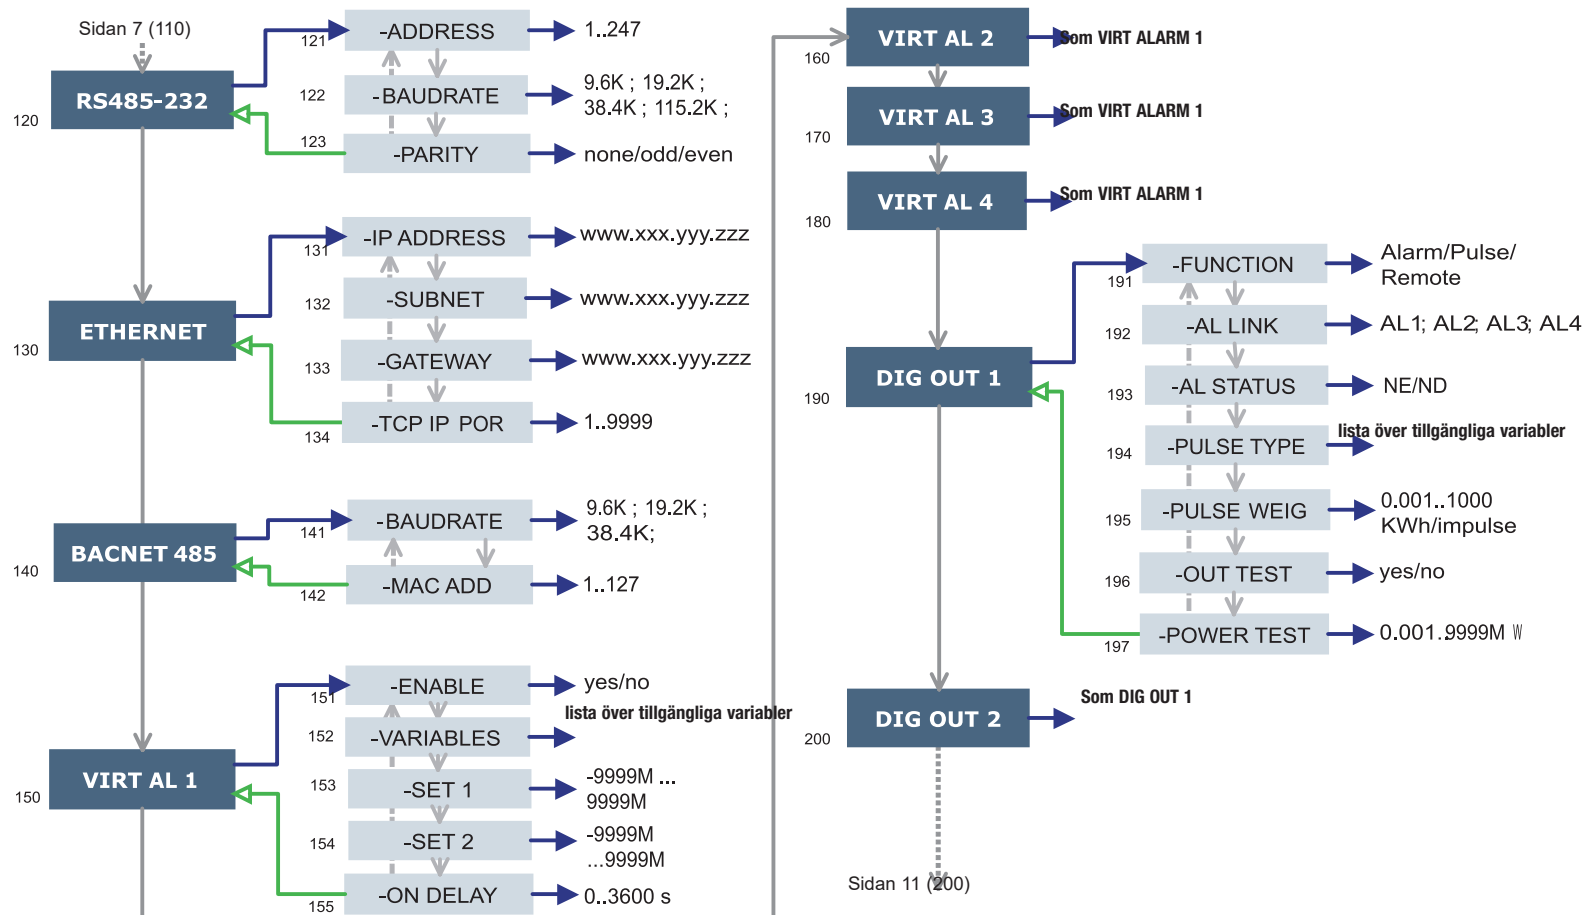 Sidan 7 (110)
RS485-232
120
121
-ADDRESS
1..247
122
-BAUDRATE
9.6K ; 19.2K ;
38.4K ; 115.2K ;
123
-PARITY
none/odd/even
ETHERNET
130
131
-IP ADDRESS
www.xxx.yyy.zzz
132
-SUBNET
www.xxx.yyy.zzz
133
-GATEWAY
www.xxx.yyy.zzz
134
-TCP IP POR
1..9999
BACNET 485
140
141
-BAUDRATE
9.6K ; 19.2K ;
38.4K;
142
-MAC ADD
1..127
VIRT AL 1
150
151
-ENABLE
yes/no
152
-VARIABLES
lista över tillgängliga variabler
153
-SET 1
-9999M ...
9999M
154
-SET 2
-9999M
...9999M
155
-ON DELAY
0..3600 s
160
VIRT AL 2
Som VIRT ALARM 1
170
VIRT AL 3
Som VIRT ALARM 1
180
VIRT AL 4
Som VIRT ALARM 1
190
DIG OUT 1
191
-FUNCTION
Alarm/Pulse/
Remote
192
-AL LINK
AL1; AL2; AL3; AL4
193
-AL STATUS
NE/ND
194
-PULSE TYPE
lista över tillgängliga variabler
195
-PULSE WEIG
0.001..1000
KWh/impulse
196
-OUT TEST
yes/no
197
-POWER TEST
0.001..9999M W
200
DIG OUT 2
Som DIG OUT 1
Sidan 11 (200)